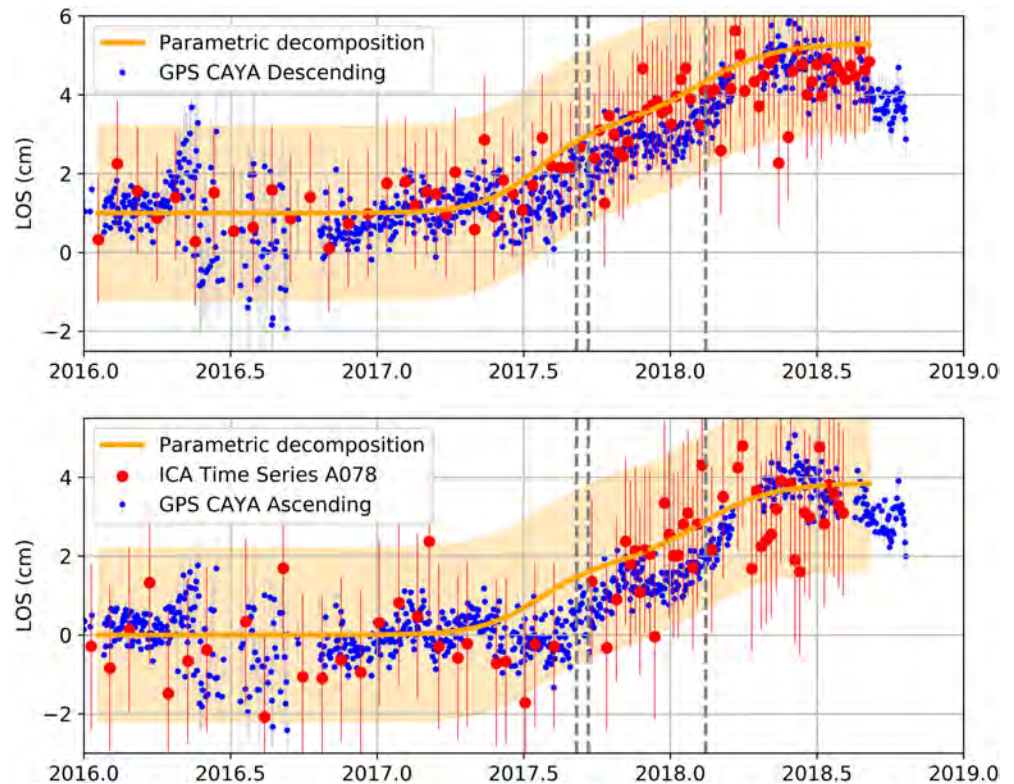 6
4
2
0
−2
LOS (cm)
Parametric decomposition
GPS CAYA Descending
2016.0 2016.5 2017.0 2017.5 2018.0 2018.5 2019.0
4
2
0
−2
LOS (cm)
Parametric decomposition
ICA Time Series A078
GPS CAYA Ascending
2016.0 2016.5 2017.0 2017.5 2018.0 2018.5 2019.0